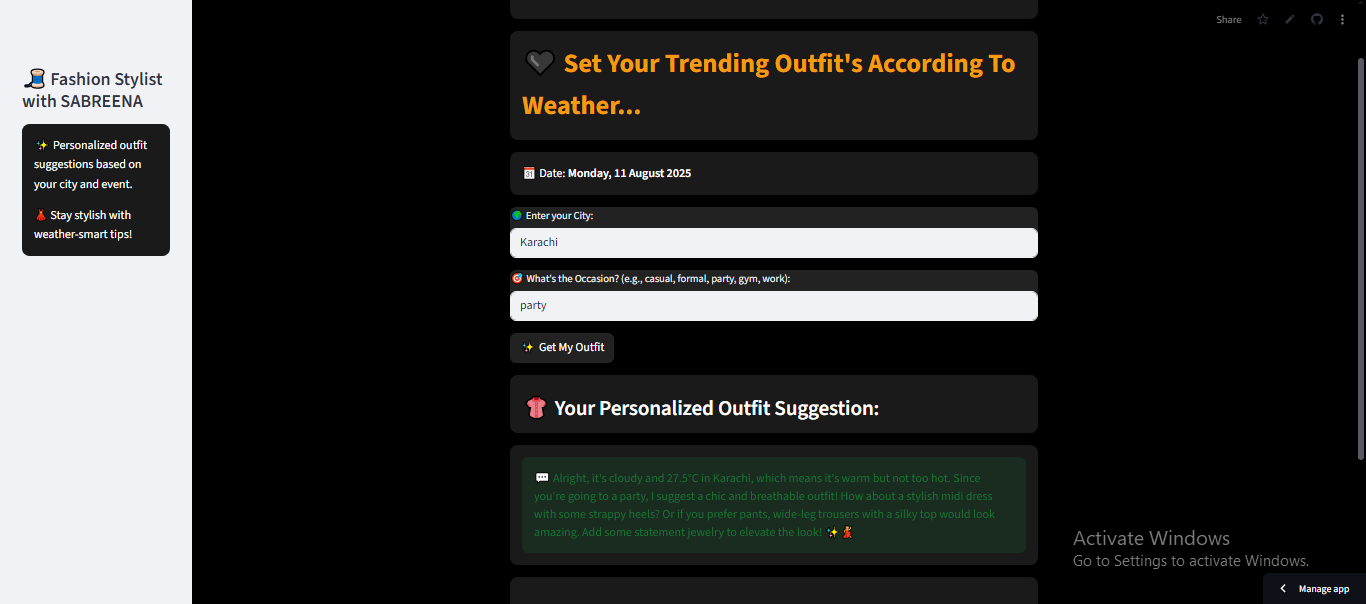 Share
Fashion Stylist
with SABREENA
✨ Personalized outfit
suggestions based on
your city and event.
💃 Stay stylish with
weather-smart tips!
🖤 Set Your Trending Outfit's According To
Weather...
📅 Date: Monday, 11 August 2025
🌍 Enter your City:
Karachi
🎯 What's the Occasion? (e.g., casual, formal, party, gym, work):
party
✨ Get My Outfit
👚 Your Personalized Outfit Suggestion:
💬 Alright, it's cloudy and 27.5°C in Karachi, which means it's warm but not too hot. Since
you're going to a party, I suggest a chic and breathable outfit! How about a stylish midi dress
with some strappy heels? Or if you prefer pants, wide-leg trousers with a silky top would look
amazing. Add some statement jewelry to elevate the look! ✨💃
Activate Windows
Go to Settings to activate Windows.
Manage app